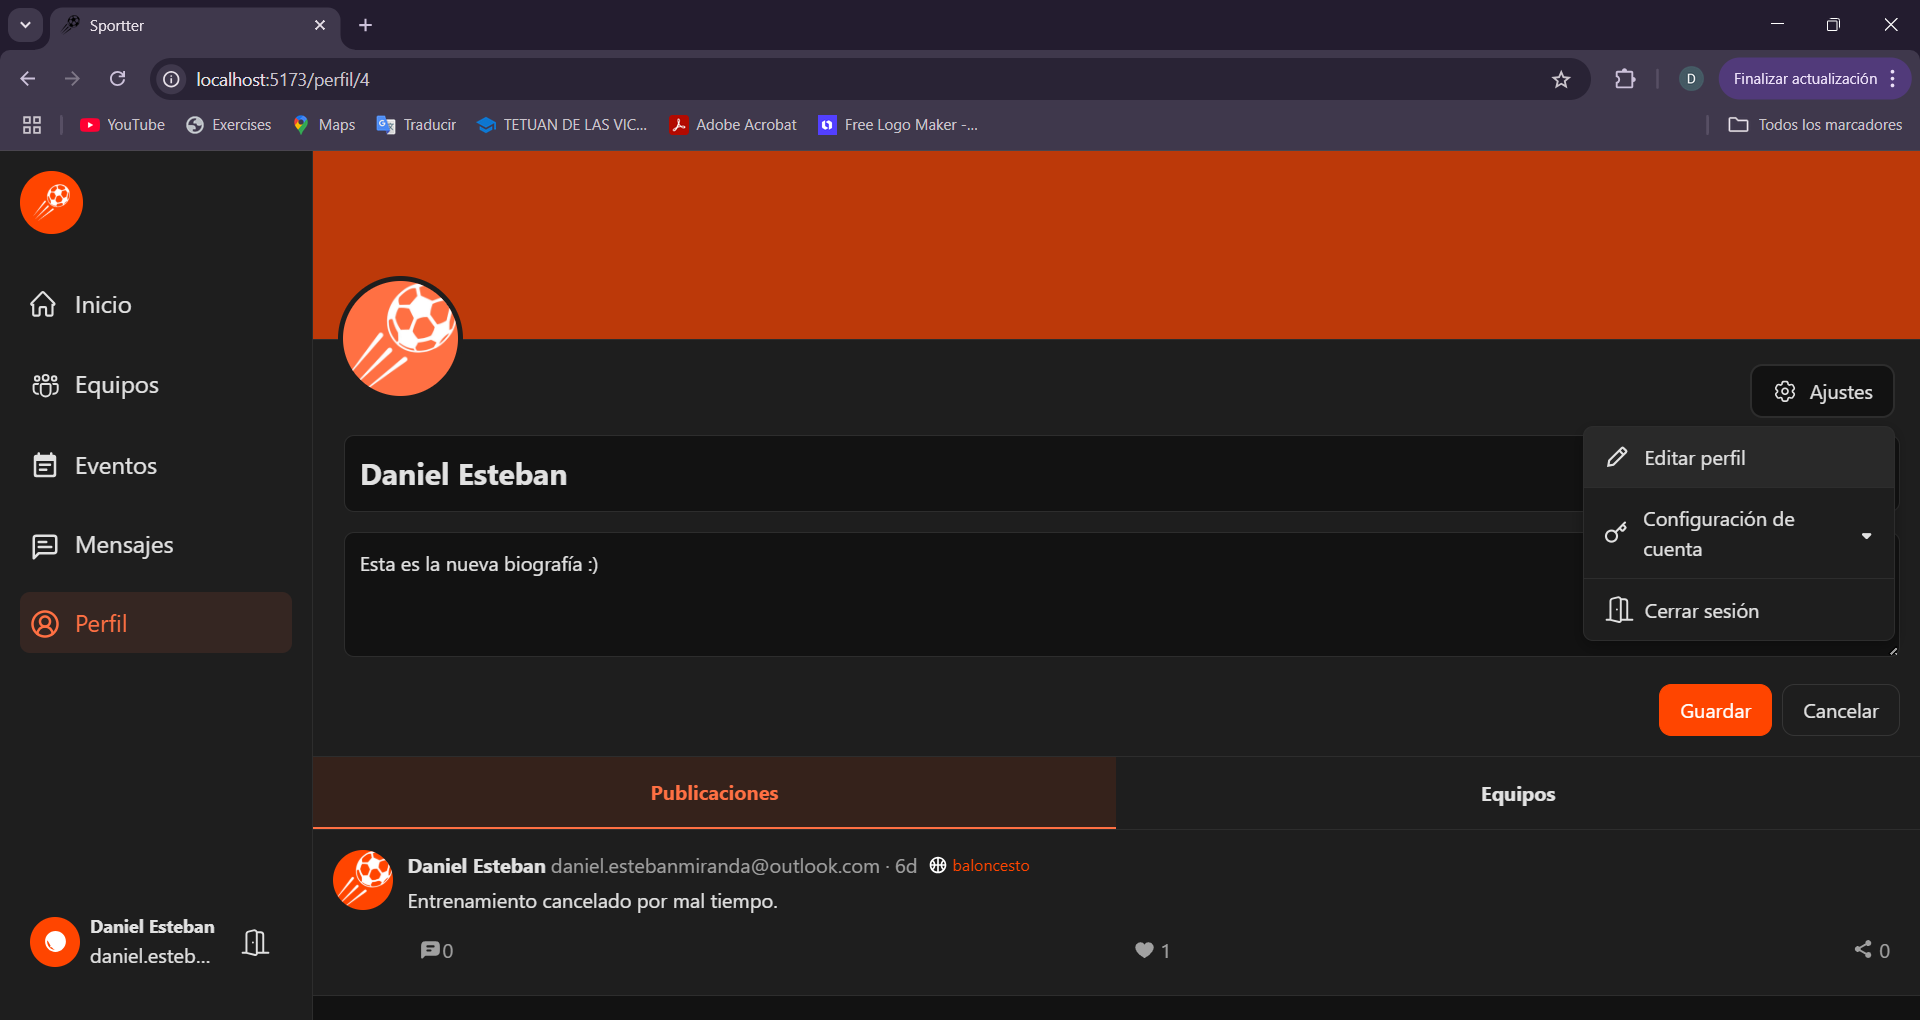 Sportter
localhost:5173/perfil/4
D
Finalizar actualización
YouTube
Exercises
Maps
Traducir
TETUAN DE LAS VIC...
Adobe Acrobat
Free Logo Maker -...
Todos los marcadores
Inicio
Equipos
Eventos
Mensajes
Perfil
Daniel Esteban
daniel.esteb...
Ajustes
Editar perfil
Configuración de
cuenta
Cerrar sesión
Daniel Esteban
Esta es la nueva biografía :)
Guardar
Cancelar
Publicaciones
Equipos
Daniel Esteban daniel.estebanmiranda@outlook.com · 6d baloncesto
Entrenamiento cancelado por mal tiempo.
0
1
0